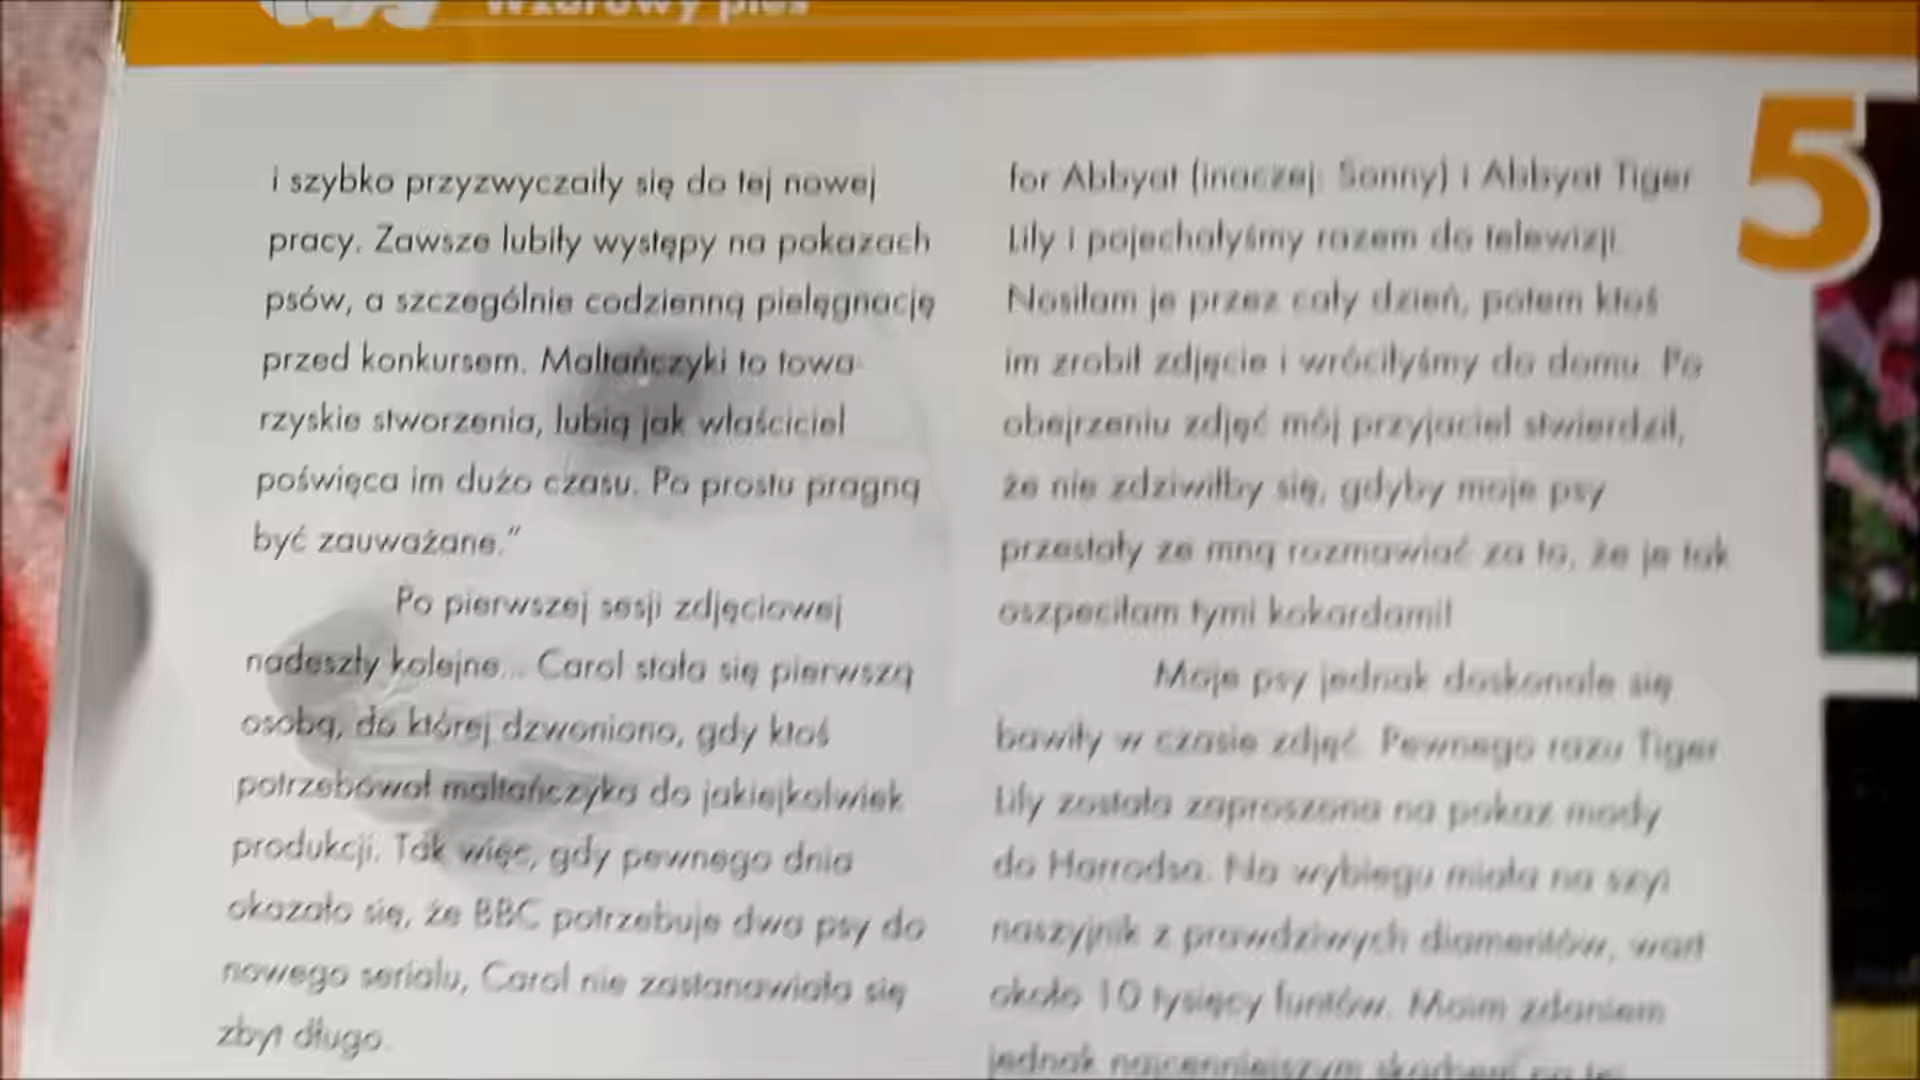 Wzorowy pies
5
i szybko przyzwyczaiły się do tej nowej
pracy. Zawsze lubiły występy na pokazach
psów, a szczególnie codzienną pielęgnację
przed konkursem. Maltańczyki to towa-
rzyskie stworzenia, lubią jak właściciel
poświęca im dużo czasu. Po prostu pragną
być zauważane.”
Po pierwszej sesji zdjęciowej
nadeszły kolejne... Carol stała się pierwszą
osobą, do której dzwoniono, gdy ktoś
potrzebował maltańczyka do jakiejkolwiek
produkcji. Tak więc, gdy pewnego dnia
okazało się, że BBC potrzebuje dwa psy do
nowego serialu, Carol nie zastanawiała się
zbyt długo.
for Abbyat (inaczej: Sonny) i Abbyat Tiger
Lily i pojechałyśmy razem do telewizji.
Nosiłam je przez cały dzień, potem ktoś
im zrobił zdjęcie i wróciłyśmy do domu. Po
obejrzeniu zdjęć mój przyjaciel stwierdził,
że nie zdziwiłby się, gdyby moje psy
przestały ze mną rozmawiać za to, że je tak
oszpeciłam tymi kokardami!
Moje psy jednak doskonale się
bawiły w czasie zdjęć. Pewnego razu Tiger
Lily została zaproszona na pokaz mody
do Harrodsa. Na wybiegu miała na szyi
naszyjnik z prawdziwych diamentów, wart
około 10 tysięcy funtów. Moim zdaniem
jednak najcenniejszym skarbem na tej